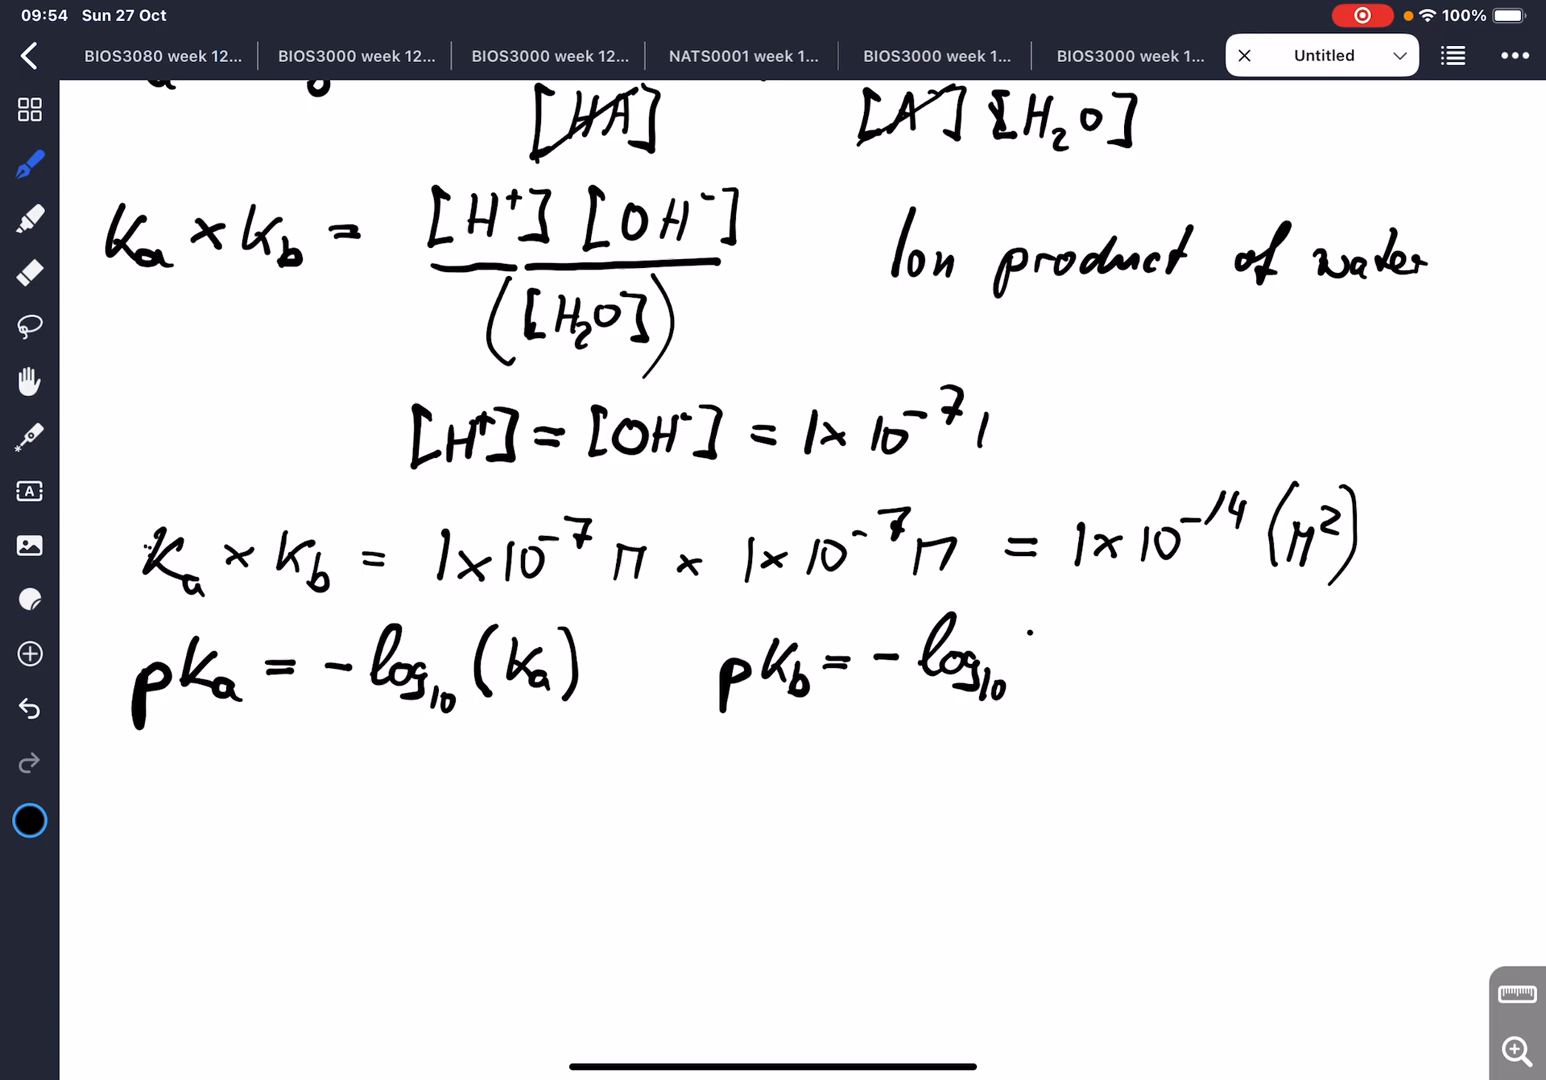 09:54 Sun 27 Oct 100%
BIOS3080 week 12... BIOS3000 week 12... BIOS3000 week 12... NATS0001 week 1... BIOS3000 week 1... BIOS3000 week 1... Untitled
[HA] [A⁻] [H₂O]
Ka × Kb = [H⁺] [OH⁻] / ([H₂O]) Ion product of water
[H⁺] = [OH⁻] = 1 × 10⁻⁷
Ka × Kb = 1 × 10⁻⁷ M × 1 × 10⁻⁷ M = 1 × 10⁻¹⁴ (M²)
pKa = - log₁₀ (Ka) pKb = - log₁₀